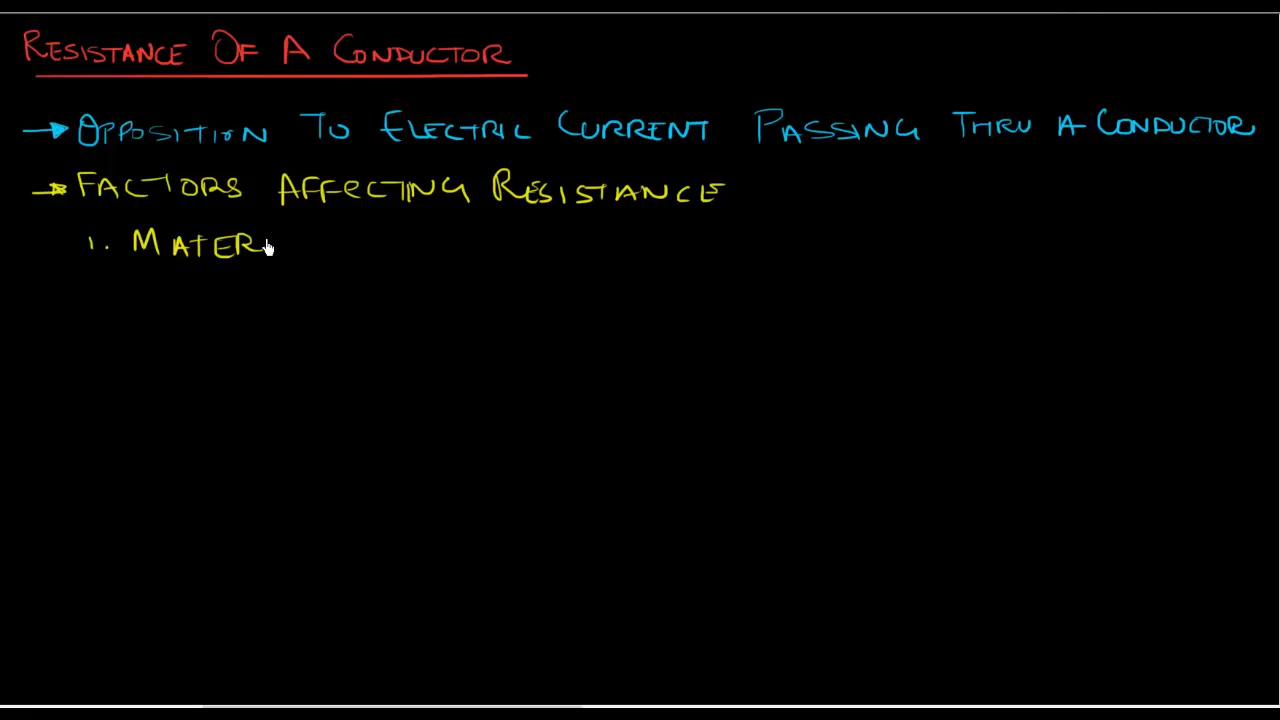 RESISTANCE OF A CONDUCTOR
→ OPPOSITION TO ELECTRIC CURRENT PASSING THRU A CONDUCTOR
→ FACTORS AFFECTING RESISTANCE
1. MATER